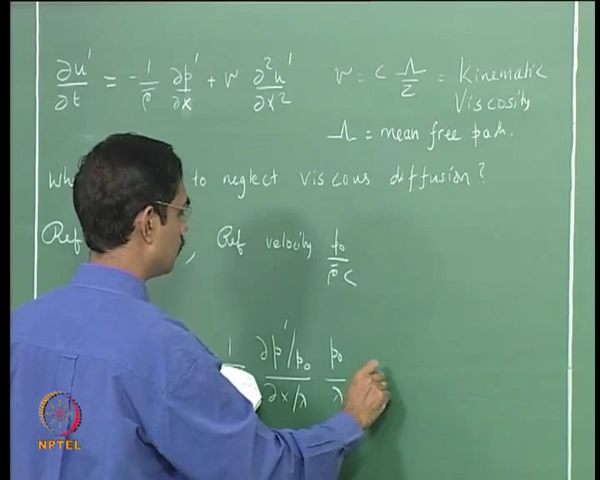 ∂u'/∂t = -1/ρ̄ ∂p'/∂x + ν ∂²u'/∂x² ν = c Λ/2 = Kinematic Viscosity
Λ = mean free path.
to neglect viscous diffusion?
Ref , Ref velocity p₀/ρ̄c
1 ∂p'/p₀ / ∂x/λ p₀/λ
NPTEL